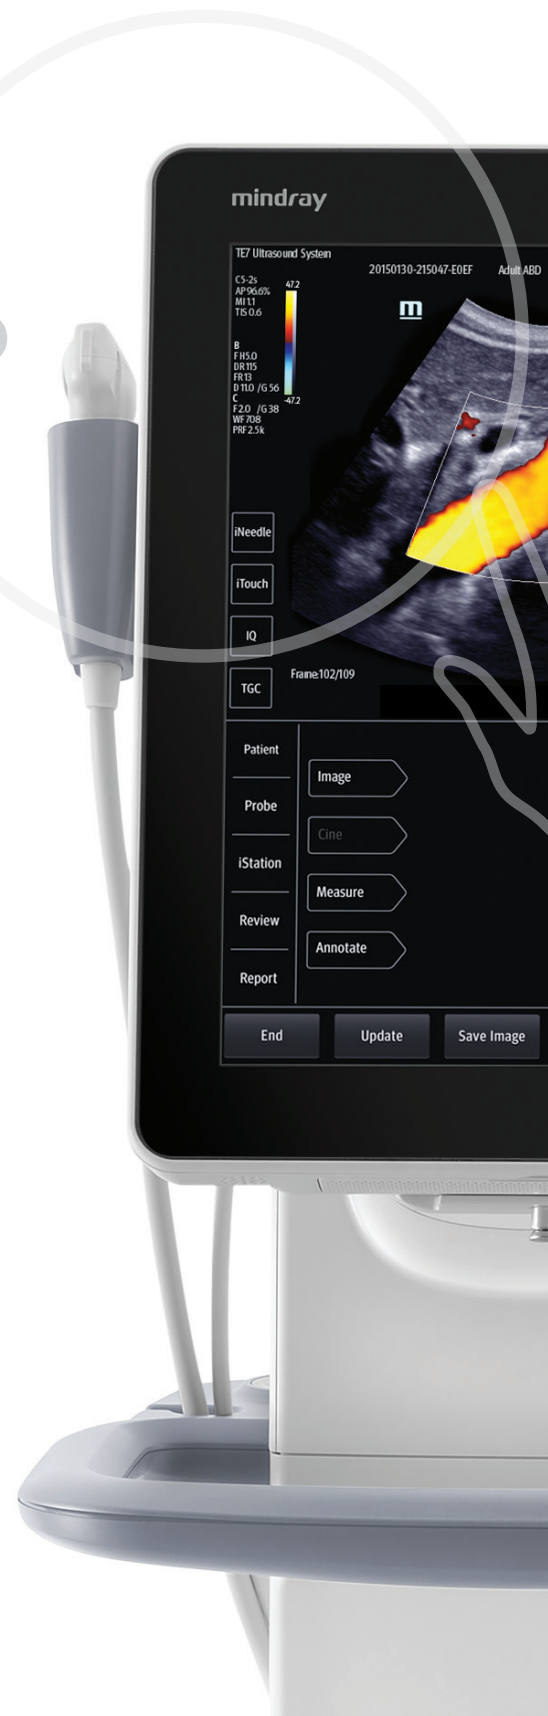 mindray
TE7 Ultrasound System
20150130-215047-E0EF Adult ABD
C5-2s
AP 96.6%
MI 1.1
TIS 0.6
47.2
-47.2
m
B
F H5.0
DR 115
FR 13
D 11.0 /G 56
C
F 2.0 /G 38
WF 708
PRF 2.5k
iNeedle
iTouch
IQ
TGC
Frame:102/109
Patient
Probe
iStation
Review
Report
Image
Cine
Measure
Annotate
End
Update
Save Image